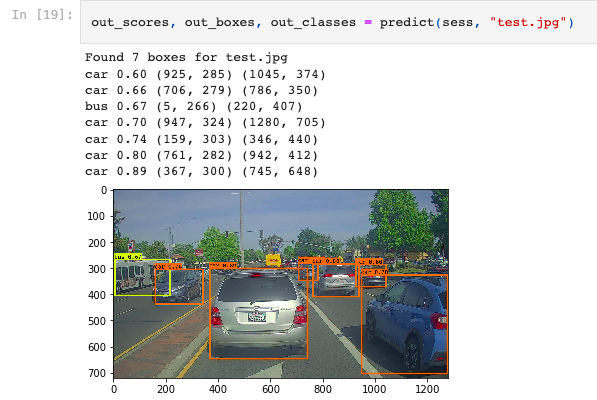 In [19]:
out_scores, out_boxes, out_classes = predict(sess, "test.jpg")
Found 7 boxes for test.jpg
car 0.60 (925, 285) (1045, 374)
car 0.66 (706, 279) (786, 350)
bus 0.67 (5, 266) (220, 407)
car 0.70 (947, 324) (1280, 705)
car 0.74 (159, 303) (346, 440)
car 0.80 (761, 282) (942, 412)
car 0.89 (367, 300) (745, 648)
0
100
200
300
400
500
600
700
bus 0.67
car 0.74
car 0.89
car 0.80
car 0.60
car 0.70
0 200 400 600 800 1000 1200